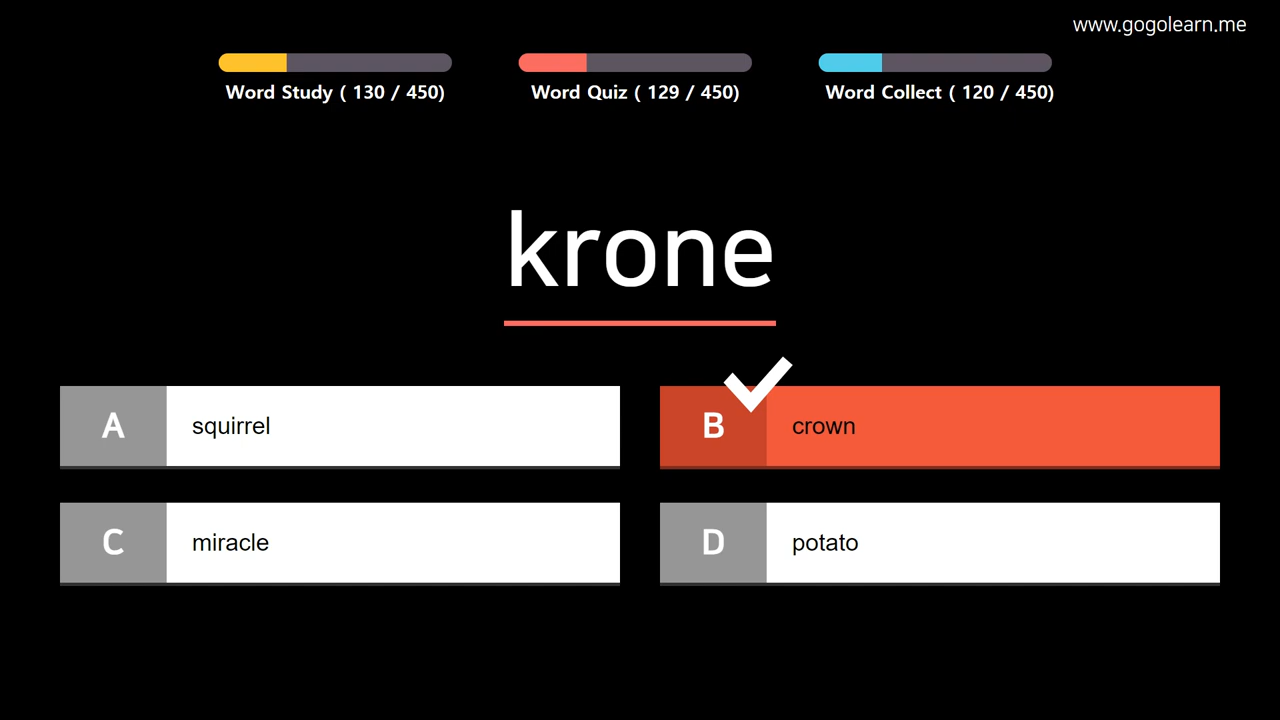 www.gogolearn.me
Word Study ( 130 / 450)
Word Quiz ( 129 / 450)
Word Collect ( 120 / 450)
krone
A squirrel
B crown
C miracle
D potato